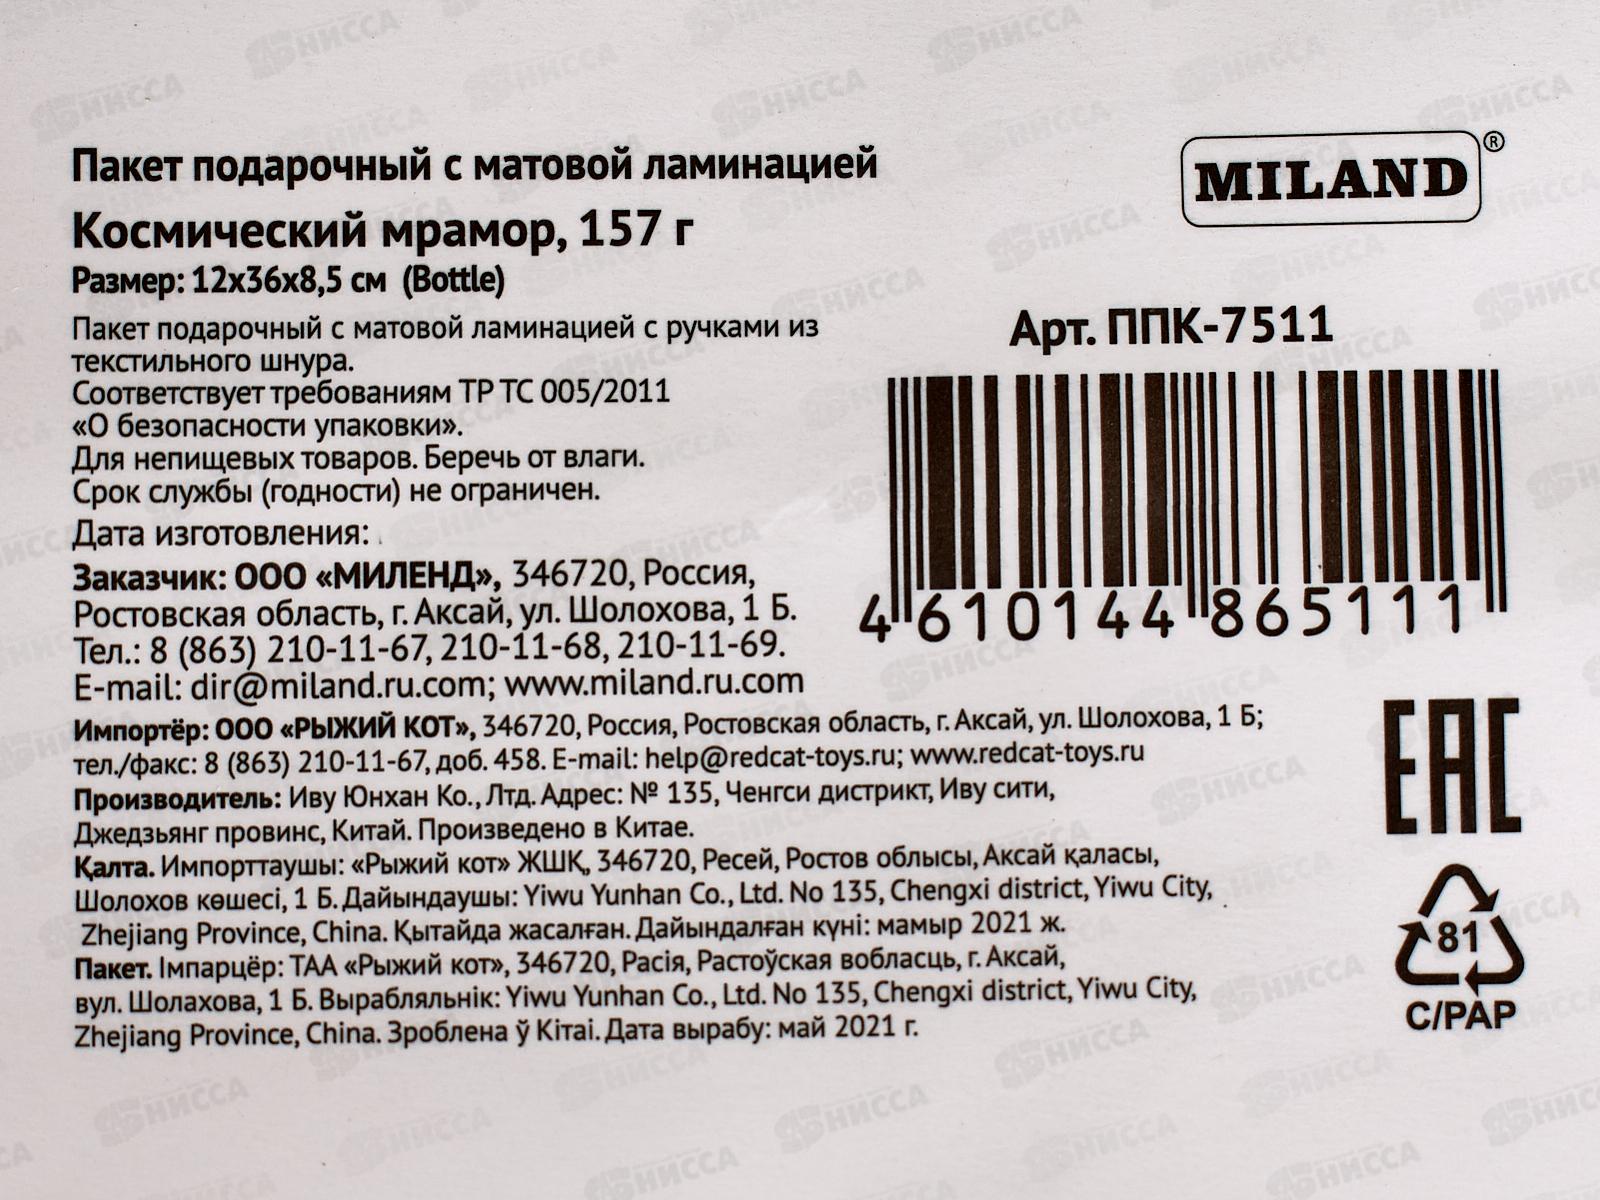 Пакет подарочный с матовой ламинацией
Космический мрамор, 157 г
Размер: 12х36х8,5 см (Bottle)
Пакет подарочный с матовой ламинацией с ручками из
текстильного шнура.
Соответствует требованиям ТР ТС 005/2011
«О безопасности упаковки».
Для непищевых товаров. Беречь от влаги.
Срок службы (годности) не ограничен.
Дата изготовления:
Заказчик: ООО «МИЛЕНД», 346720, Россия,
Ростовская область, г. Аксай, ул. Шолохова, 1 Б.
Тел.: 8 (863) 210-11-67, 210-11-68, 210-11-69.
E-mail: dir@miland.ru.com; www.miland.ru.com
Импортёр: ООО «РЫЖИЙ КОТ», 346720, Россия, Ростовская область, г. Аксай, ул. Шолохова, 1 Б;
тел./факс: 8 (863) 210-11-67, доб. 458. E-mail: help@redcat-toys.ru; www.redcat-toys.ru
Производитель: Иву Юнхан Ко., Лтд. Адрес: № 135, Ченгси дистрикт, Иву сити,
Джедзьянг провинс, Китай. Произведено в Китае.
Қалта. Импорттаушы: «Рыжий кот» ЖШҚ, 346720, Ресей, Ростов облысы, Аксай қаласы,
Шолохов көшесі, 1 Б. Дайындаушы: Yiwu Yunhan Co., Ltd. No 135, Chengxi district, Yiwu City,
Zhejiang Province, China. Қытайда жасалған. Дайындалған күні: мамыр 2021 ж.
Пакет. Імпарцёр: ТАА «Рыжий кот», 346720, Расія, Растоўская вобласць, г. Аксай,
вул. Шолахова, 1 Б. Вырабляльнік: Yiwu Yunhan Co., Ltd. No 135, Chengxi district, Yiwu City,
Zhejiang Province, China. Зроблена ў Кітаі. Дата вырабу: май 2021 г.
MILAND®
Арт. ППК-7511
4 610144 865111
EAC
81
C/PAP
НИССА